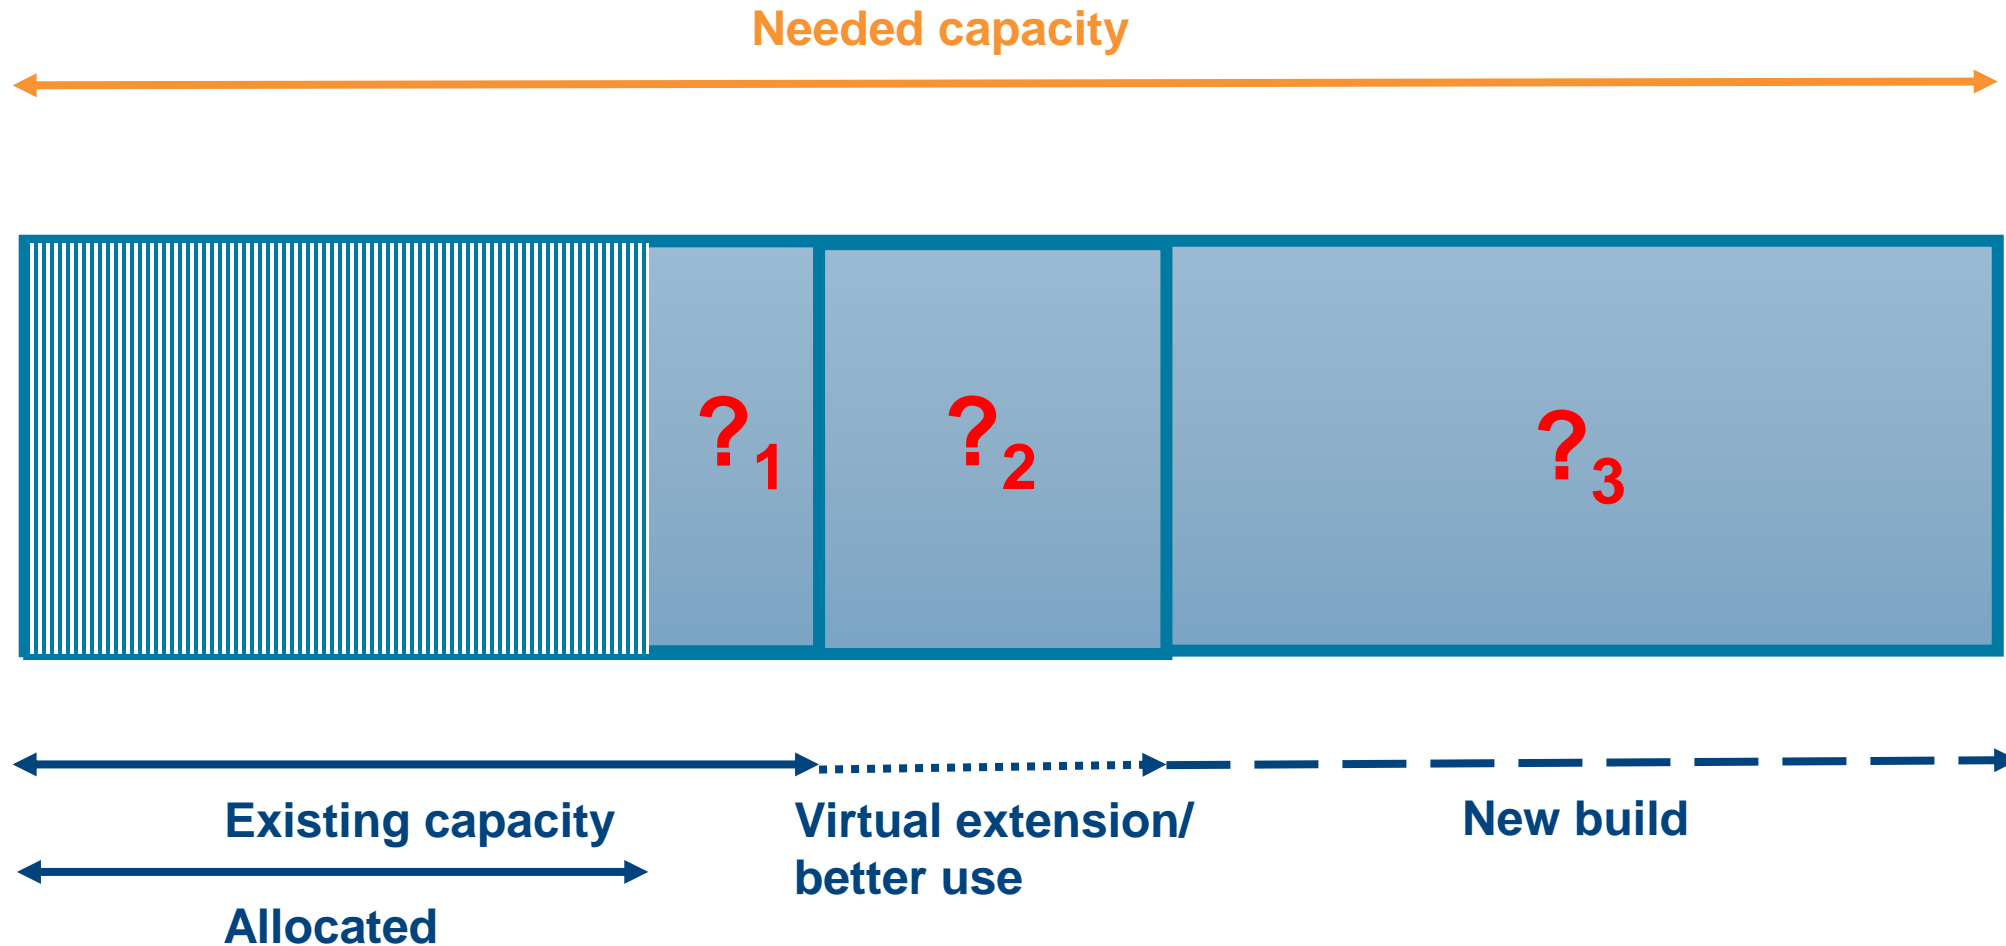 Needed capacity
?1
?2
?3
Existing capacity
Virtual extension/
better use
New build
Allocated